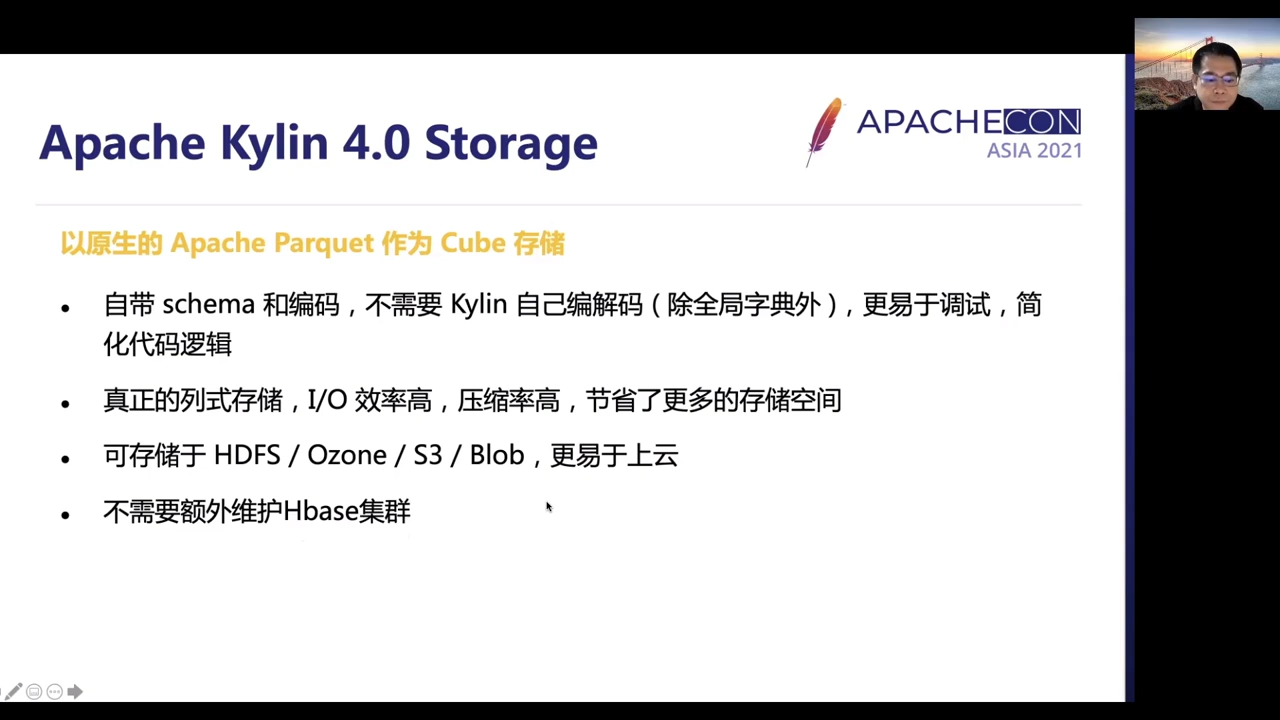 Apache Kylin 4.0 Storage
APACHECON
ASIA 2021
以原生的 Apache Parquet 作为 Cube 存储
• 自带 schema 和编码，不需要 Kylin 自己编解码（除全局字典外），更易于调试，简
化代码逻辑
• 真正的列式存储，I/O 效率高，压缩率高，节省了更多的存储空间
• 可存储于 HDFS / Ozone / S3 / Blob，更易于上云
• 不需要额外维护Hbase集群